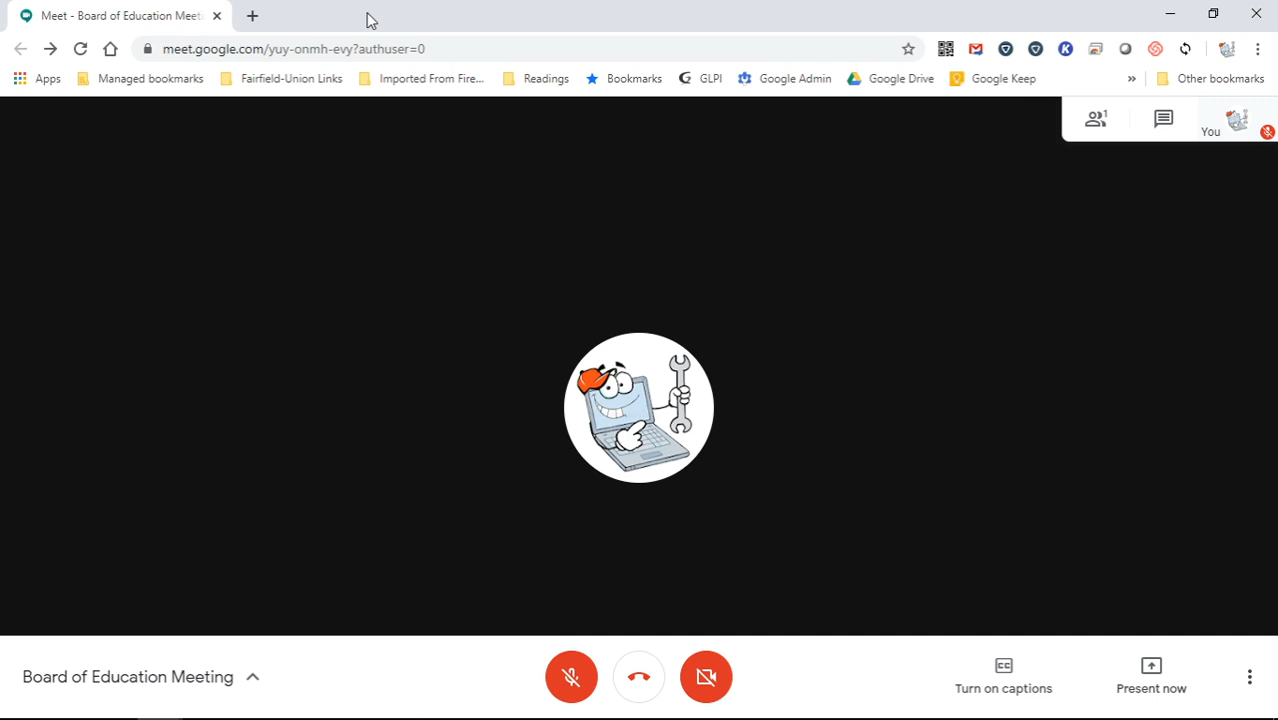 Meet - Board of Education Meeti
meet.google.com/yuy-onmh-evy?authuser=0
Apps Managed bookmarks Fairfield-Union Links Imported From Fire... Readings Bookmarks GLPI Google Admin Google Drive Google Keep » Other bookmarks
1
You
Board of Education Meeting
CC
Turn on captions
Present now